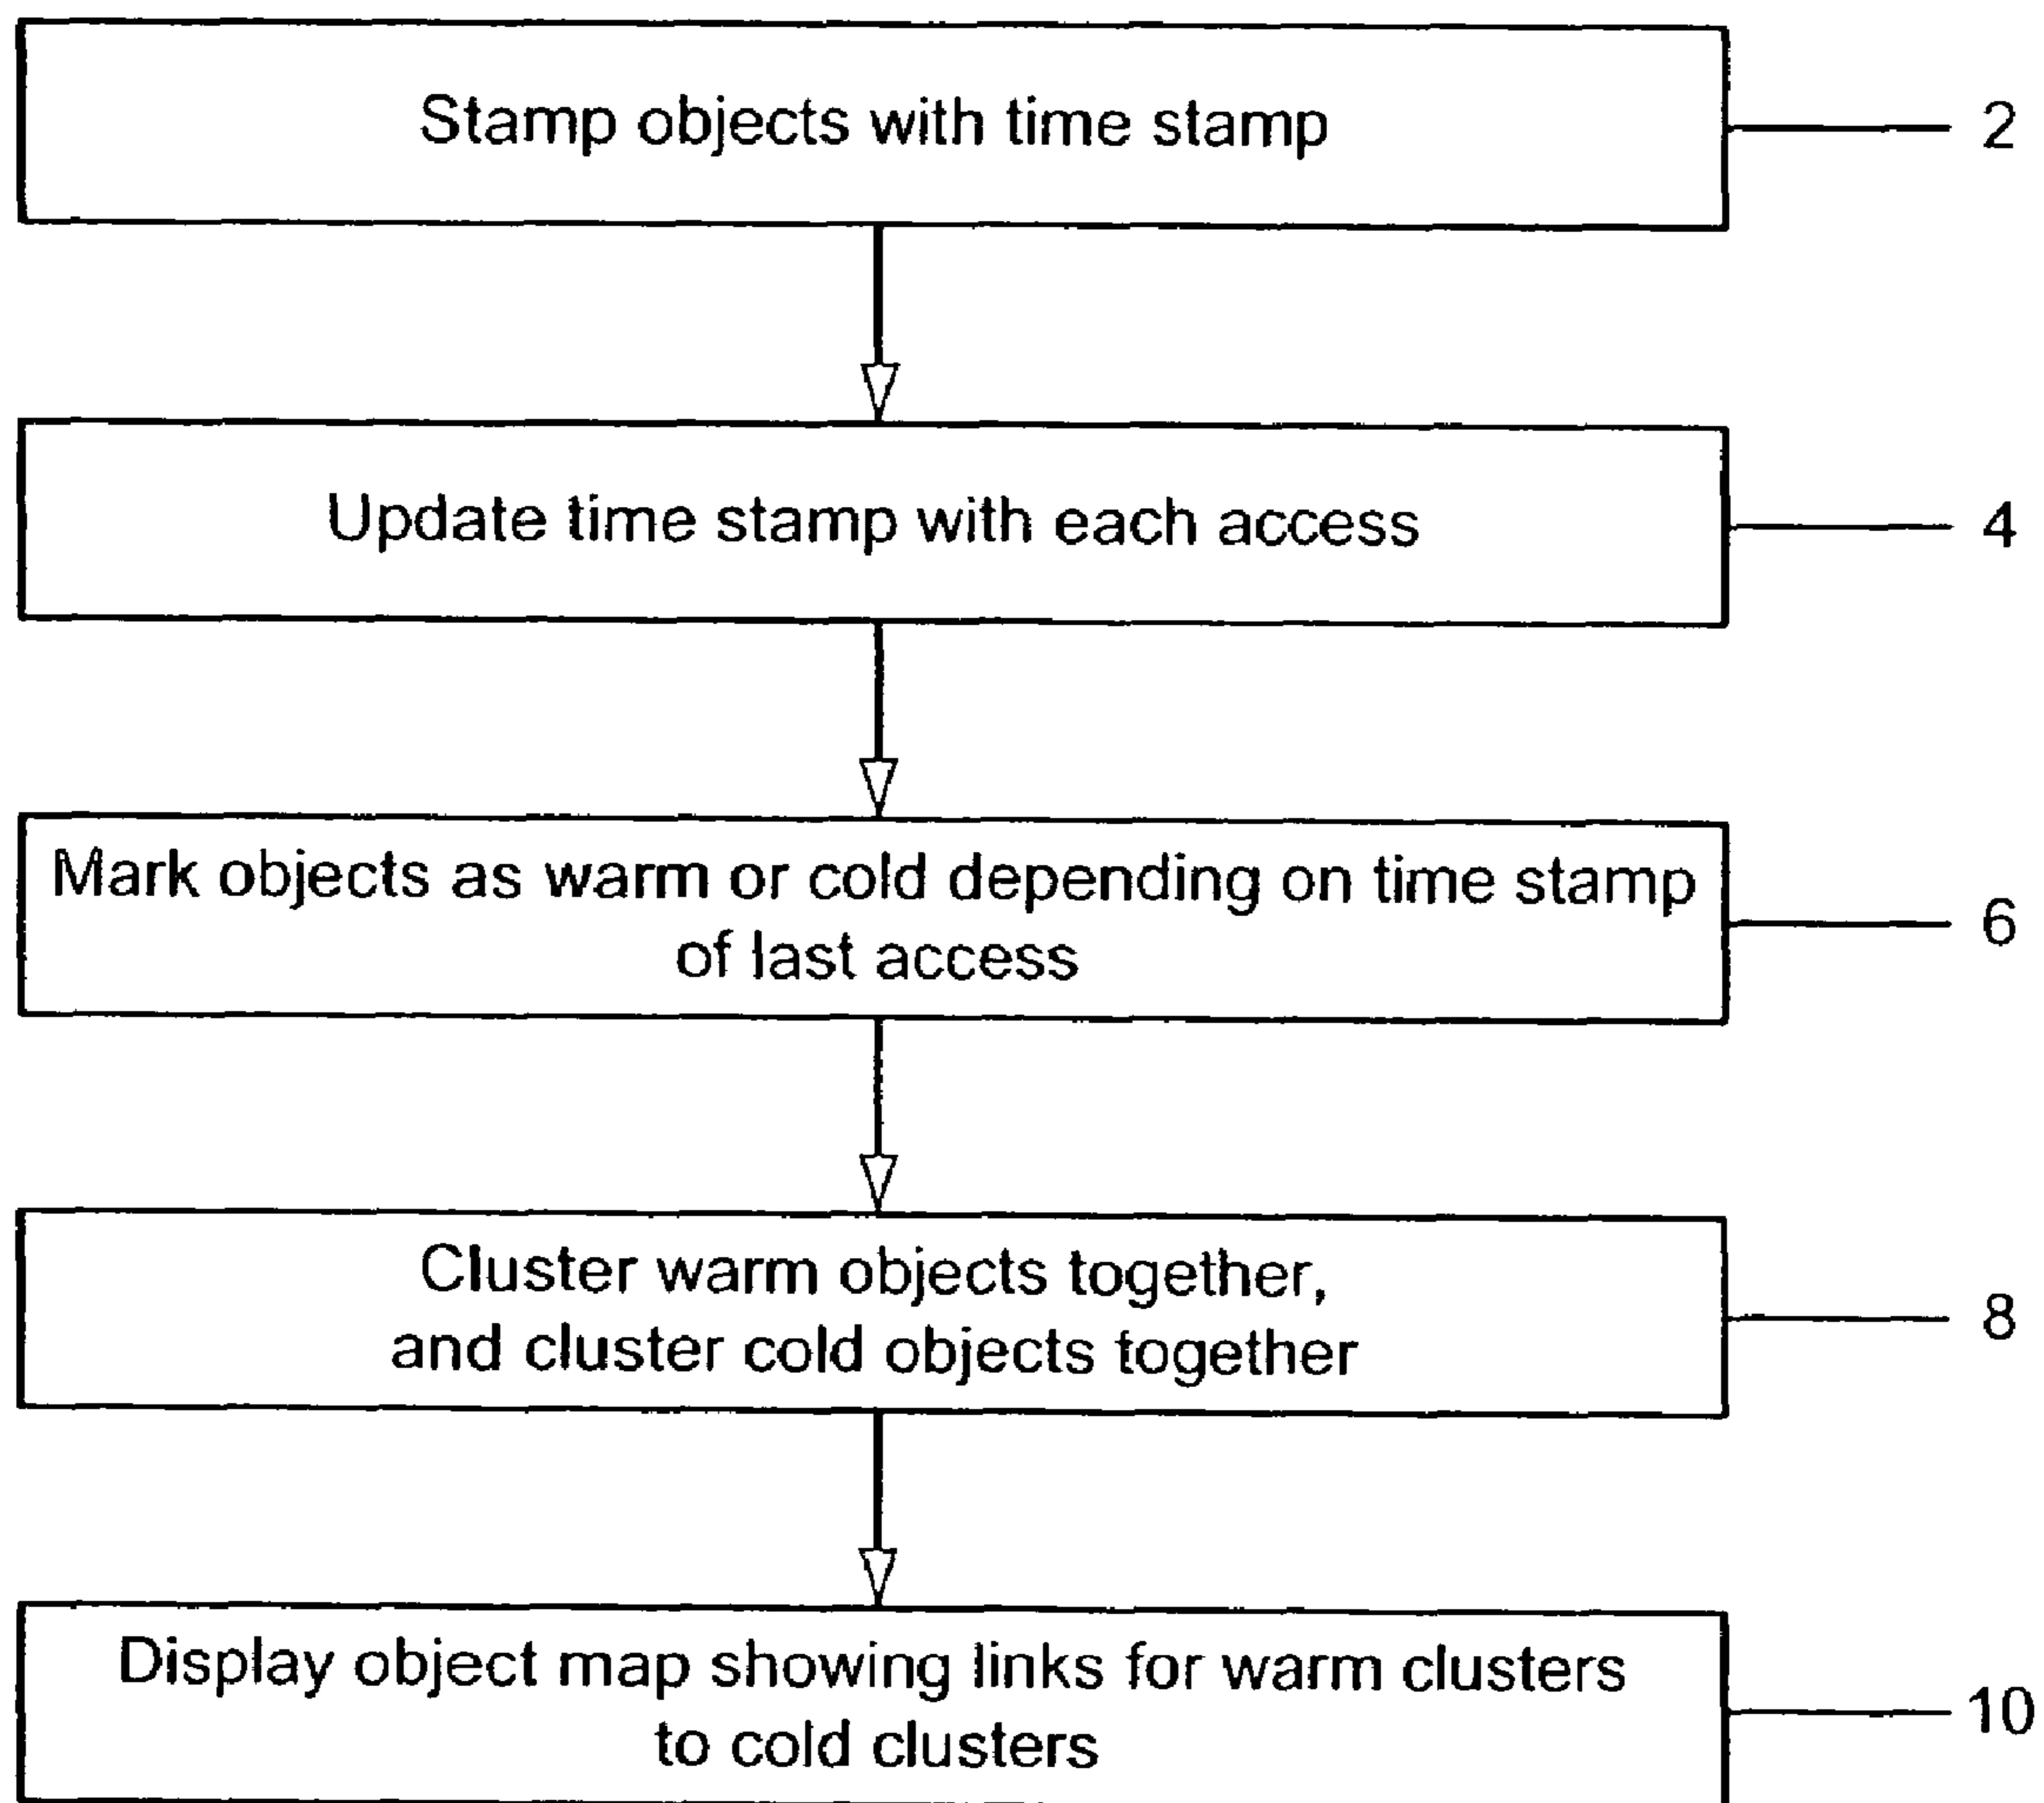 Stamp objects with time stamp
2
Update time stamp with each access
4
Mark objects as warm or cold depending on time stamp
of last access
6
Cluster warm objects together,
and cluster cold objects together
8
Display object map showing links for warm clusters
to cold clusters
10